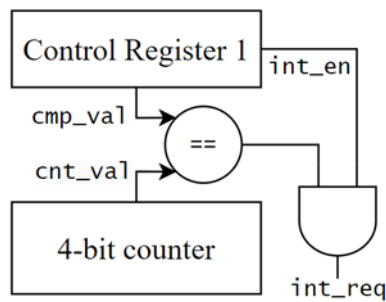 Control Register 1
int_en
cmp_val
==
cnt_val
4-bit counter
int_req